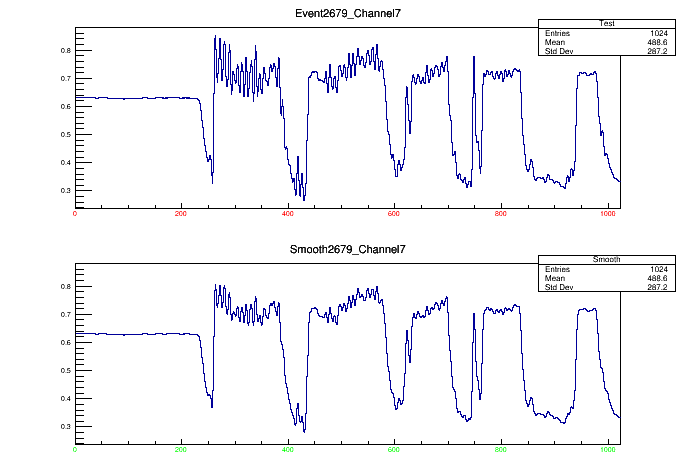 Event2679_Channel7
Test
Entries 1024
Mean 488.6
Std Dev 287.2
0.8
0.7
0.6
0.5
0.4
0.3
0 200 400 600 800 1000
Smooth2679_Channel7
Smooth
Entries 1024
Mean 488.6
Std Dev 287.2
0.8
0.7
0.6
0.5
0.4
0.3
0 200 400 600 800 1000